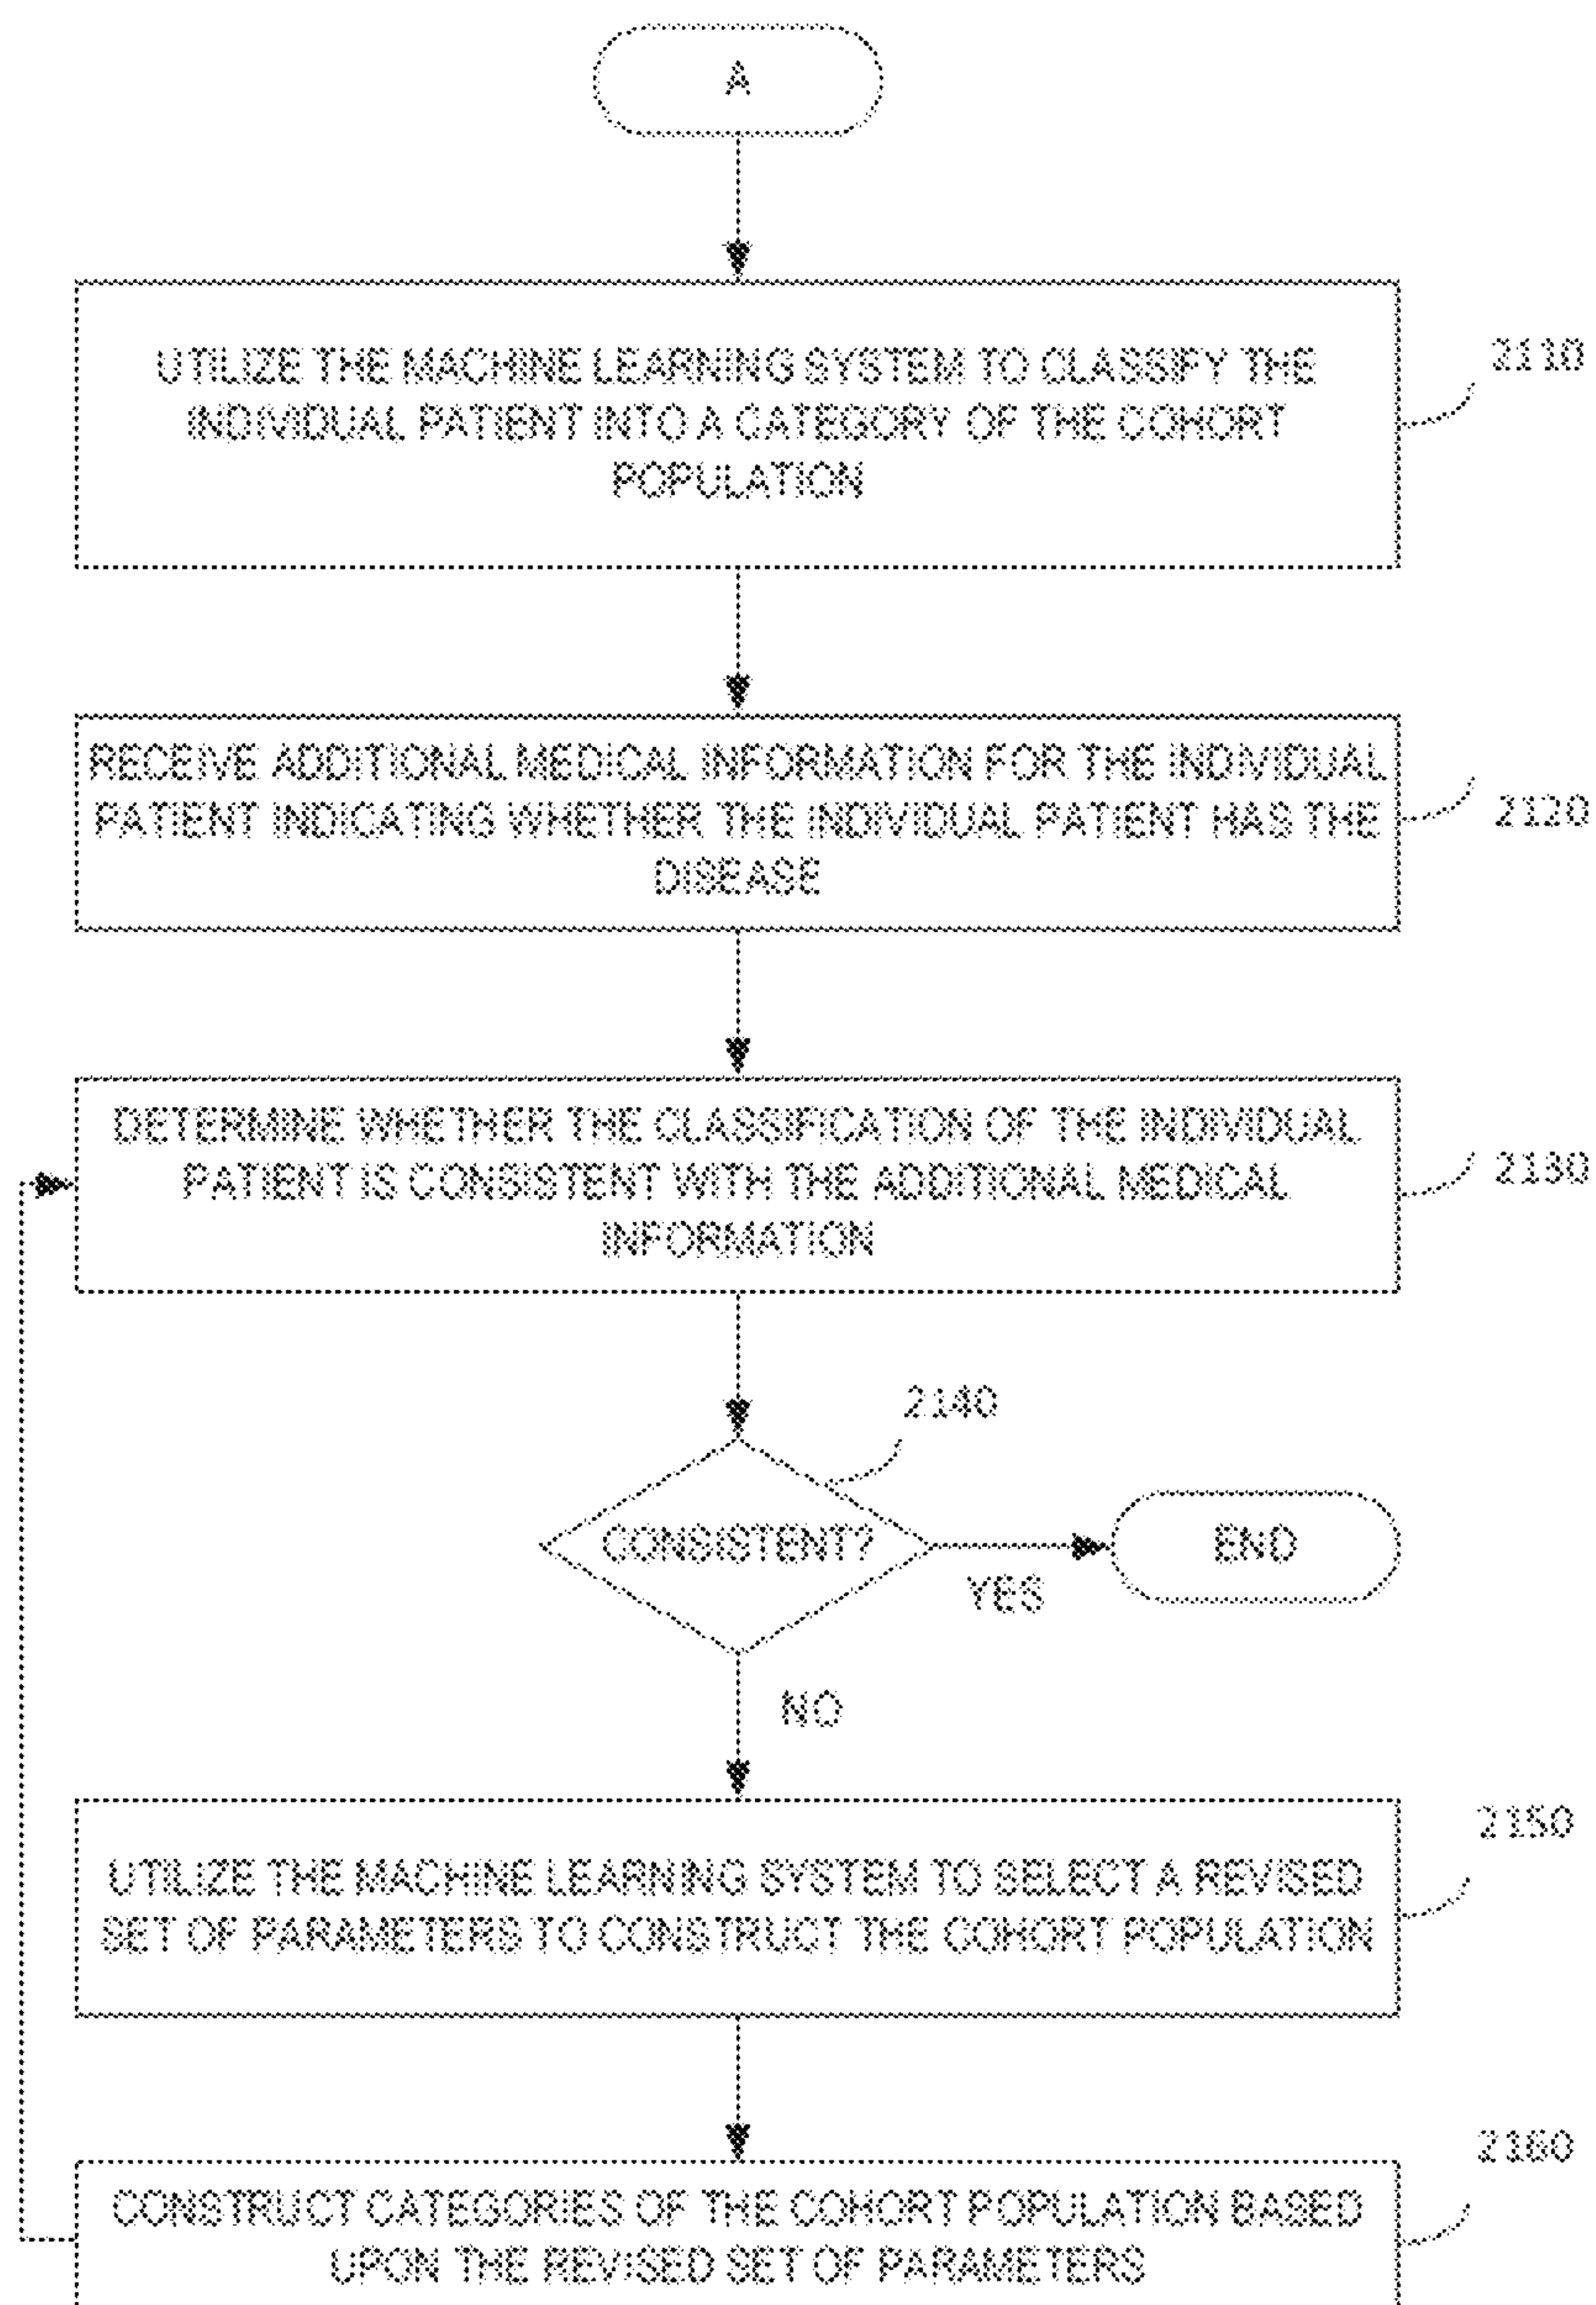 A
UTILIZE THE MACHINE LEARNING SYSTEM TO CLASSIFY THE
INDIVIDUAL PATIENT INTO A CATEGORY OF THE COHORT
POPULATION
2110
RECEIVE ADDITIONAL MEDICAL INFORMATION FOR THE INDIVIDUAL
PATIENT INDICATING WHETHER THE INDIVIDUAL PATIENT HAS THE
DISEASE
2120
DETERMINE WHETHER THE CLASSIFICATION OF THE INDIVIDUAL
PATIENT IS CONSISTENT WITH THE ADDITIONAL MEDICAL
INFORMATION
2130
2140
CONSISTENT?
YES
END
NO
2150
UTILIZE THE MACHINE LEARNING SYSTEM TO SELECT A REVISED
SET OF PARAMETERS TO CONSTRUCT THE COHORT POPULATION
2160
CONSTRUCT CATEGORIES OF THE COHORT POPULATION BASED
UPON THE REVISED SET OF PARAMETERS